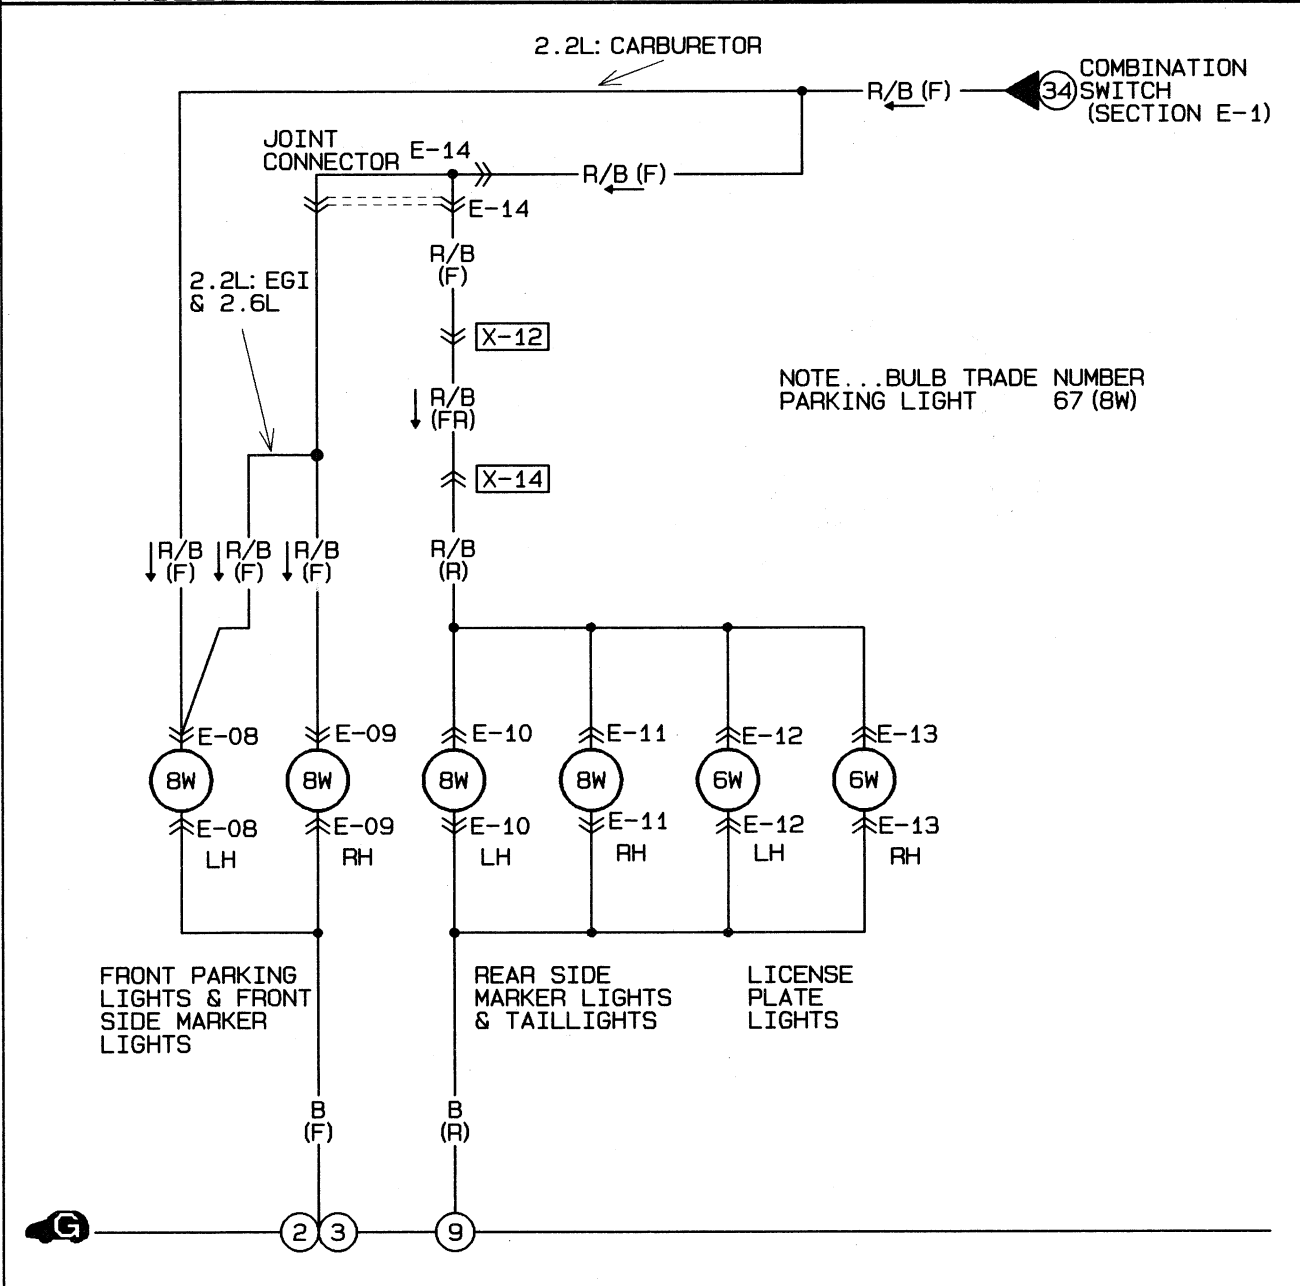 2.2L: CARBURETOR
COMBINATION
34 SWITCH
(SECTION E-1)
R/B (F)
JOINT
CONNECTOR
E-14
R/B (F)
E-14
R/B
(F)
2.2L: EGI
& 2.6L
X-12
NOTE...BULB TRADE NUMBER
PARKING LIGHT 67 (8W)
R/B
(FR)
X-14
R/B
(F)
R/B
(F)
R/B
(F)
R/B
(R)
E-08
E-09
E-10
E-11
E-12
E-13
8W
8W
8W
8W
6W
6W
E-08
E-09
E-10
E-11
E-12
E-13
LH
RH
LH
RH
LH
RH
FRONT PARKING
LIGHTS & FRONT
SIDE MARKER
LIGHTS
REAR SIDE
MARKER LIGHTS
& TAILLIGHTS
LICENSE
PLATE
LIGHTS
B
(F)
B
(R)
G
2
3
9